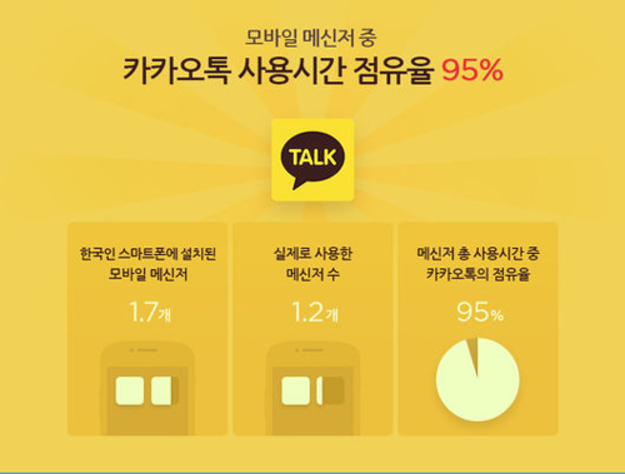 모바일 메신저 중
카카오톡 사용시간 점유율 95%
TALK
한국인 스마트폰에 설치된
모바일 메신저
1.7개
실제로 사용한
메신저 수
1.2개
메신저 총 사용시간 중
카카오톡의 점유율
95%